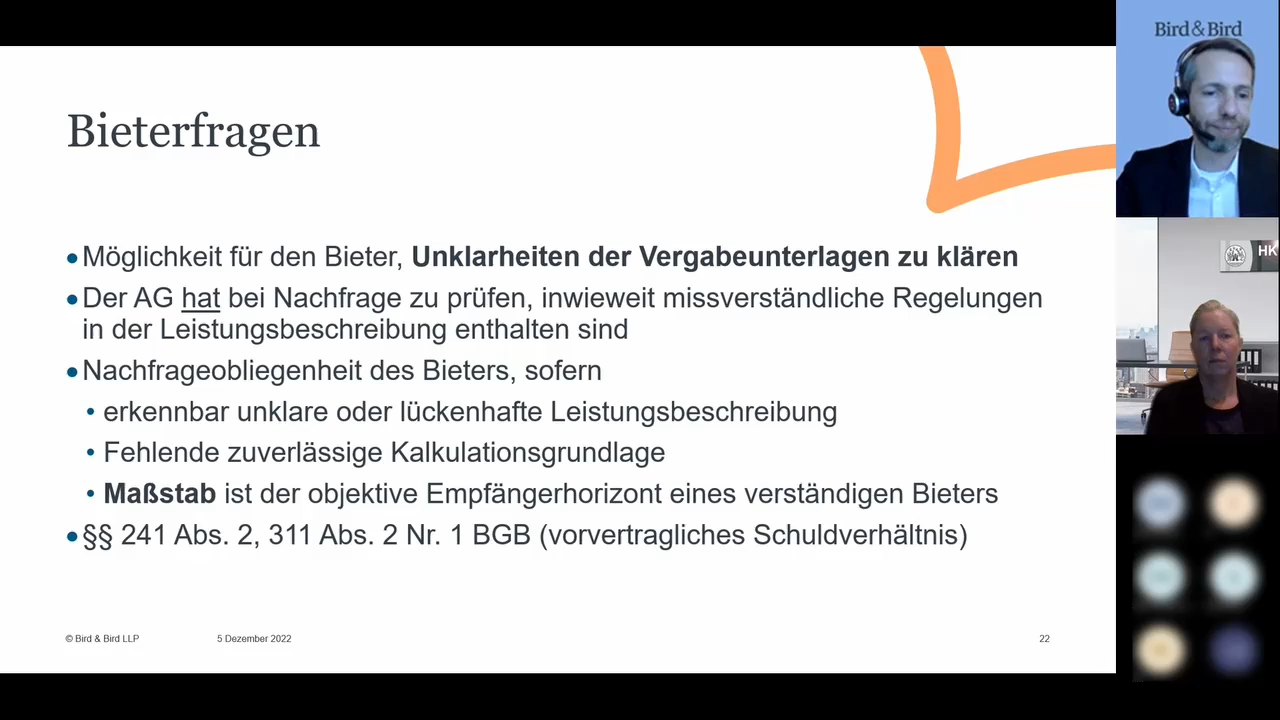 Bieterfragen
• Möglichkeit für den Bieter, Unklarheiten der Vergabeunterlagen zu klären
• Der AG hat bei Nachfrage zu prüfen, inwieweit missverständliche Regelungen
in der Leistungsbeschreibung enthalten sind
• Nachfrageobliegenheit des Bieters, sofern
• erkennbar unklare oder lückenhafte Leistungsbeschreibung
• Fehlende zuverlässige Kalkulationsgrundlage
• Maßstab ist der objektive Empfängerhorizont eines verständigen Bieters
• §§ 241 Abs. 2, 311 Abs. 2 Nr. 1 BGB (vorvertragliches Schuldverhältnis)
© Bird & Bird LLP 5 Dezember 2022 22
Bird & Bird
HK